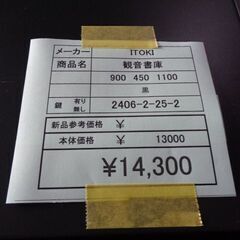 メーカー ITOKI
商品名 観音書庫
900 450 1100
黒
鍵 有り 無し 2406-2-25-2
新品参考価格 ¥
本体価格 ¥ 13000
¥14,300